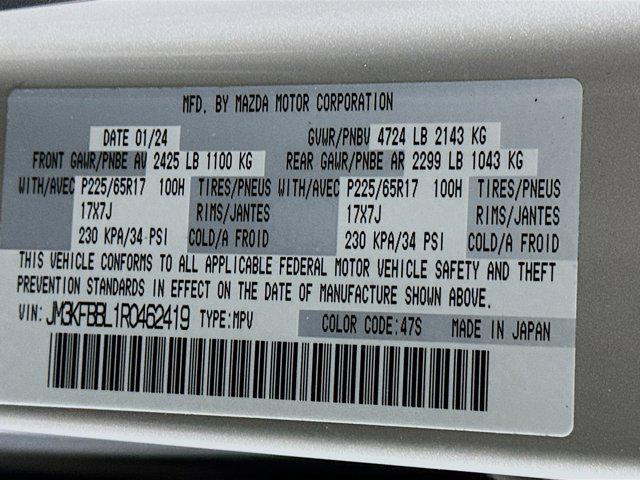 MFD. BY MAZDA MOTOR CORPORATION
DATE 01/24 GVWR/PNBV 4724 LB 2143 KG
FRONT GAWR/PNBE AV 2425 LB 1100 KG REAR GAWR/PNBE AR 2299 LB 1043 KG
WITH/AVEC P225/65R17 100H TIRES/PNEUS WITH/AVEC P225/65R17 100H TIRES/PNEUS
17X7J RIMS/JANTES 17X7J RIMS/JANTES
230 KPA/34 PSI COLD/A FROID 230 KPA/34 PSI COLD/A FROID
THIS VEHICLE CONFORMS TO ALL APPLICABLE FEDERAL MOTOR VEHICLE SAFETY AND THEFT
PREVENTION STANDARDS IN EFFECT ON THE DATE OF MANUFACTURE SHOWN ABOVE.
VIN: JM3KFBBL1R0462419 TYPE:MPV COLOR CODE:47S MADE IN JAPAN